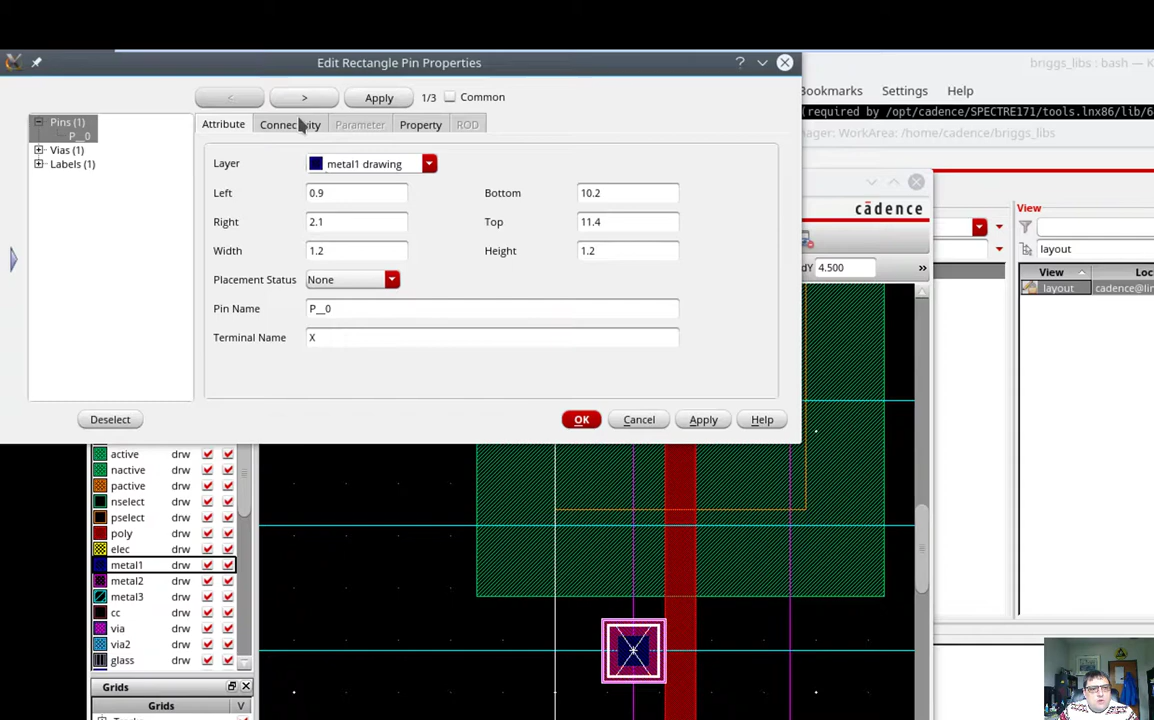 Edit Rectangle Pin Properties
?
briggs_libs : bash — K
Bookmarks Settings Help
(required by /opt/cadence/SPECTRE171/tools.lnx86/lib/6
nager: WorkArea: /home/cadence/briggs_libs
< > Apply 1/3 Common
Pins (1)
P__0
Vias (1)
Labels (1)
Attribute Connectivity Parameter Property ROD
Layer metal1 drawing
Left 0.9 Bottom 10.2
Right 2.1 Top 11.4
Width 1.2 Height 1.2
Placement Status None
Pin Name P__0
Terminal Name X
Deselect OK Cancel Apply Help
cādence
dY 4.500 »
View
layout
View Loc
layout cadence@lin
active drw
nactive drw
pactive drw
nselect drw
pselect drw
poly drw
elec drw
metal1 drw
metal2 drw
metal3 drw
cc drw
via drw
via2 drw
glass drw
Grids
Grids V